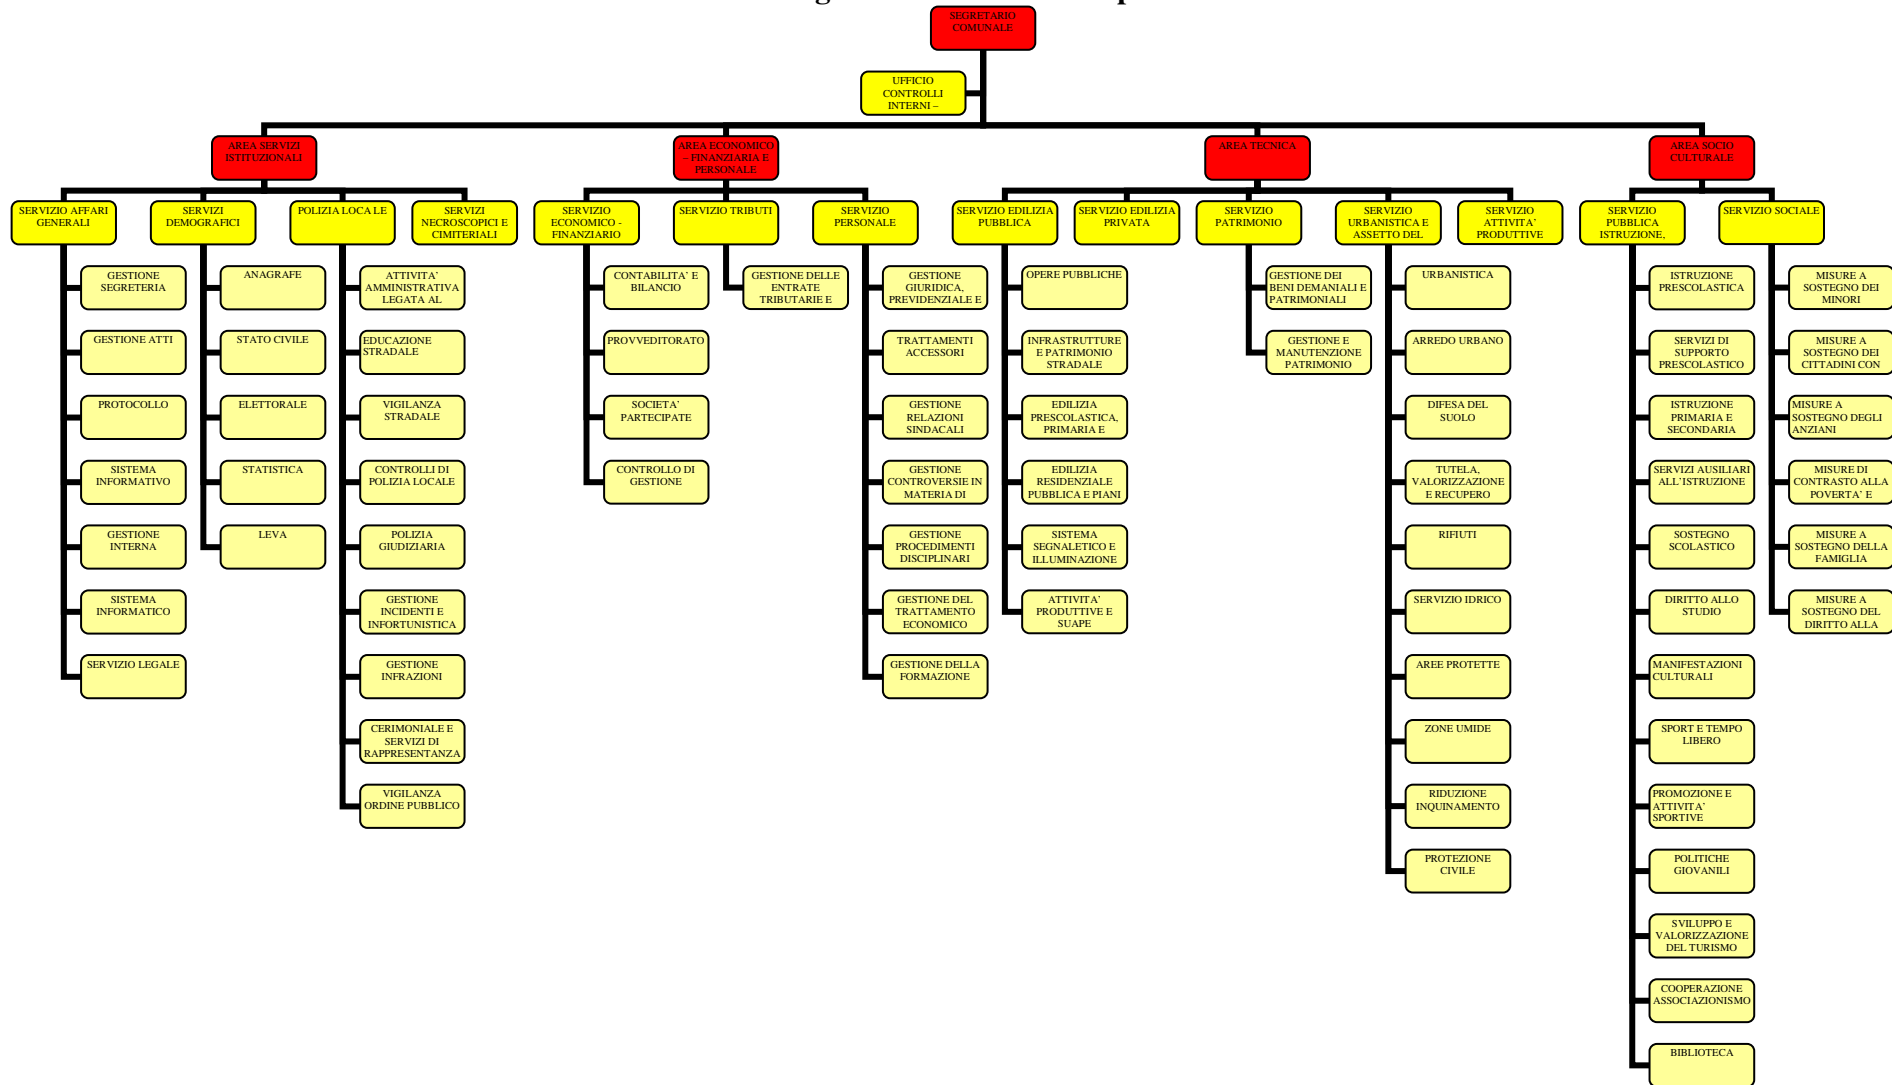 SEGRETARIO
COMUNALE
UFFICIO
CONTROLLI
INTERNI –
AREA SERVIZI
ISTITUZIONALI
AREA ECONOMICO
– FINANZIARIA E
PERSONALE
AREA TECNICA
AREA SOCIO
CULTURALE
SERVIZIO AFFARI
GENERALI
SERVIZI
DEMOGRAFICI
POLIZIA LOCA LE
SERVIZI
NECROSCOPICI E
CIMITERIALI
SERVIZIO
ECONOMICO -
FINANZIARIO
SERVIZIO TRIBUTI
SERVIZIO
PERSONALE
SERVIZIO EDILIZIA
PUBBLICA
SERVIZIO EDILIZIA
PRIVATA
SERVIZIO
PATRIMONIO
SERVIZIO
URBANISTICA E
ASSETTO DEL
SERVIZIO
ATTIVITA'
PRODUTTIVE
SERVIZIO
PUBBLICA
ISTRUZIONE,
SERVIZIO SOCIALE
GESTIONE
SEGRETERIA
GESTIONE ATTI
PROTOCOLLO
SISTEMA
INFORMATIVO
GESTIONE
INTERNA
SISTEMA
INFORMATICO
SERVIZIO LEGALE
ANAGRAFE
STATO CIVILE
ELETTORALE
STATISTICA
LEVA
ATTIVITA'
AMMINISTRATIVA
LEGATA AL
EDUCAZIONE
STRADALE
VIGILANZA
STRADALE
CONTROLLI DI
POLIZIA LOCALE
POLIZIA
GIUDIZIARIA
GESTIONE
INCIDENTI E
INFORTUNISTICA
GESTIONE
INFRAZIONI
CERIMONIALE E
SERVIZI DI
RAPPRESENTANZA
VIGILANZA
ORDINE PUBBLICO
CONTABILITA' E
BILANCIO
PROVVEDITORATO
SOCIETA'
PARTECIPATE
CONTROLLO DI
GESTIONE
GESTIONE DELLE
ENTRATE
TRIBUTARIE E
GESTIONE
GIURIDICA,
PREVIDENZIALE E
TRATTAMENTI
ACCESSORI
GESTIONE
RELAZIONI
SINDACALI
GESTIONE
CONTROVERSIE IN
MATERIA DI
GESTIONE
PROCEDIMENTI
DISCIPLINARI
GESTIONE DEL
TRATTAMENTO
ECONOMICO
GESTIONE DELLA
FORMAZIONE
OPERE PUBBLICHE
INFRASTRUTTURE
E PATRIMONIO
STRADALE
EDILIZIA
PRESCOLASTICA,
PRIMARIA E
EDILIZIA
RESIDENZIALE
PUBBLICA E PIANI
SISTEMA
SEGNALETICO E
ILLUMINAZIONE
ATTIVITA'
PRODUTTIVE E
SUAPE
GESTIONE DEI
BENI DEMANIALI E
PATRIMONIALI
GESTIONE E
MANUTENZIONE
PATRIMONIO
URBANISTICA
ARREDO URBANO
DIFESA DEL
SUOLO
TUTELA,
VALORIZZAZIONE
E RECUPERO
RIFIUTI
SERVIZIO IDRICO
AREE PROTETTE
ZONE UMIDE
RIDUZIONE
INQUINAMENTO
PROTEZIONE
CIVILE
ISTRUZIONE
PRESCOLASTICA
SERVIZI DI
SUPPORTO
PRESCOLASTICO
ISTRUZIONE
PRIMARIA E
SECONDARIA
SERVIZI AUSILIARI
ALL'ISTRUZIONE
SOSTEGNO
SCOLASTICO
DIRITTO ALLO
STUDIO
MANIFESTAZIONI
CULTURALI
SPORT E TEMPO
LIBERO
PROMOZIONE E
ATTIVITA'
SPORTIVE
POLITICHE
GIOVANILI
SVILUPPO E
VALORIZZAZIONE
DEL TURISMO
COOPERAZIONE
ASSOCIAZIONISMO
BIBLIOTECA
MISURE A
SOSTEGNO DEI
MINORI
MISURE A
SOSTEGNO DEI
CITTADINI CON
MISURE A
SOSTEGNO DEGLI
ANZIANI
MISURE DI
CONTRASTO ALLA
POVERTA' E
MISURE A
SOSTEGNO DELLA
FAMIGLIA
MISURE A
SOSTEGNO DEL
DIRITTO ALLA